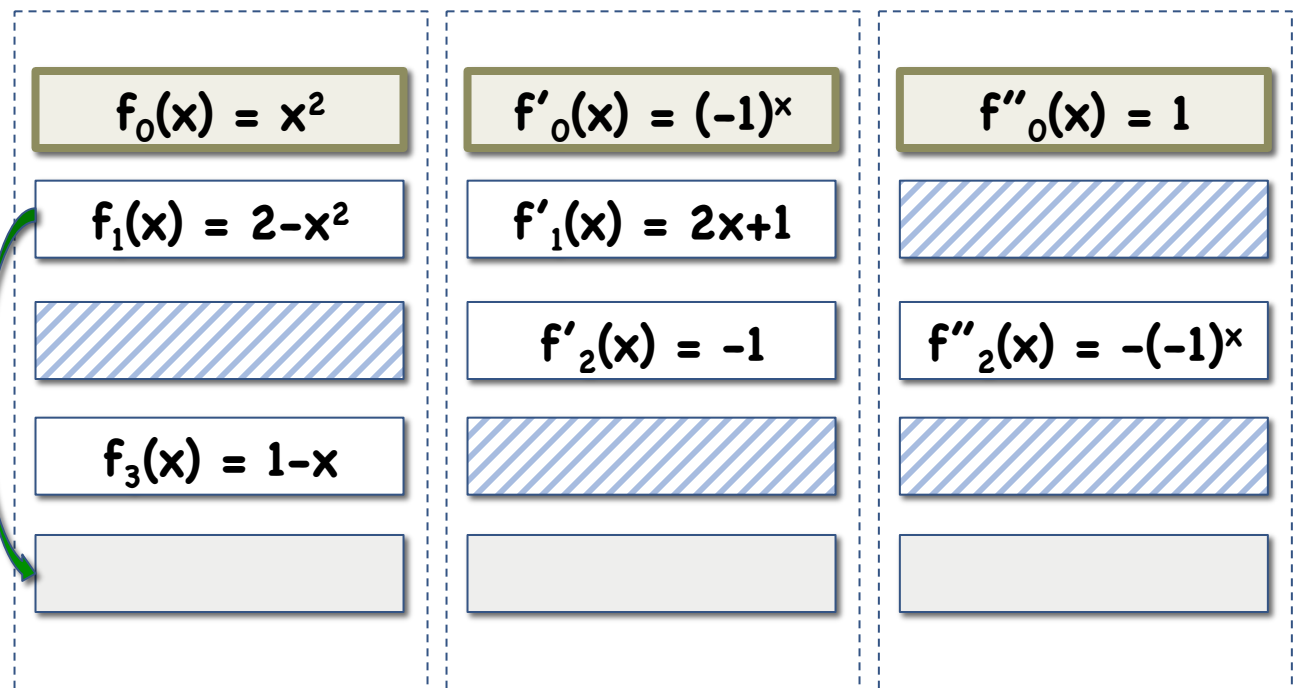 f₀(x) = x²
f′₀(x) = (-1)ˣ
f″₀(x) = 1
f₁(x) = 2-x²
f′₁(x) = 2x+1
f′₂(x) = -1
f″₂(x) = -(-1)ˣ
f₃(x) = 1-x